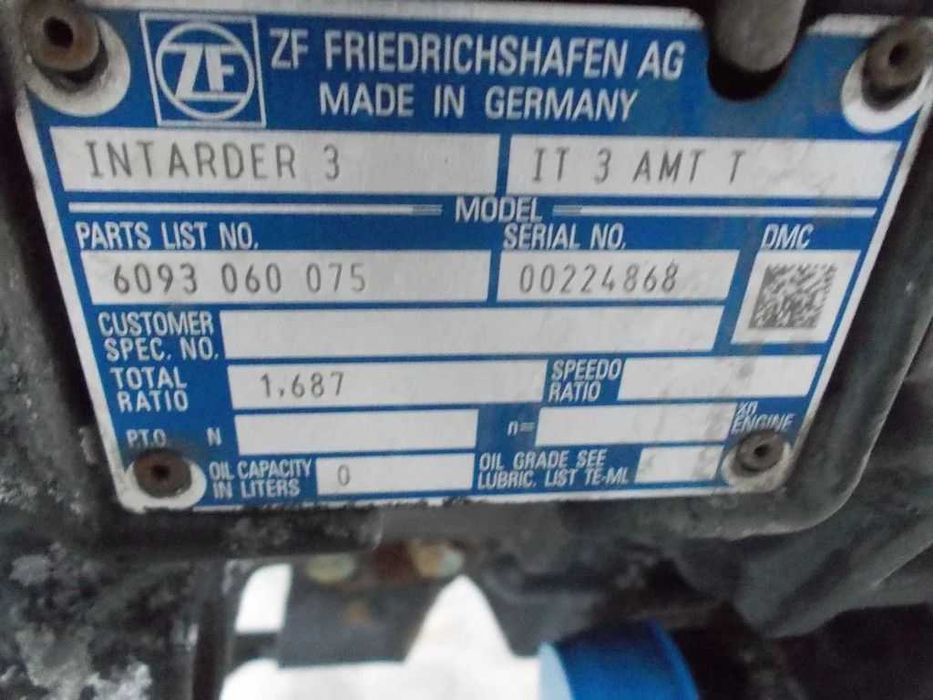 ZF
ZF FRIEDRICHSHAFEN AG
MADE IN GERMANY
INTARDER 3
IT 3 AMT T
MODEL
PARTS LIST NO.
SERIAL NO.
DMC
6093 060 075
00224868
CUSTOMER
SPEC. NO.
TOTAL
RATIO
1,687
SPEEDO
RATIO
P.T.O. N
n=
xn
ENGINE
OIL CAPACITY
IN LITERS
0
OIL GRADE SEE
LUBRIC. LIST TE-ML